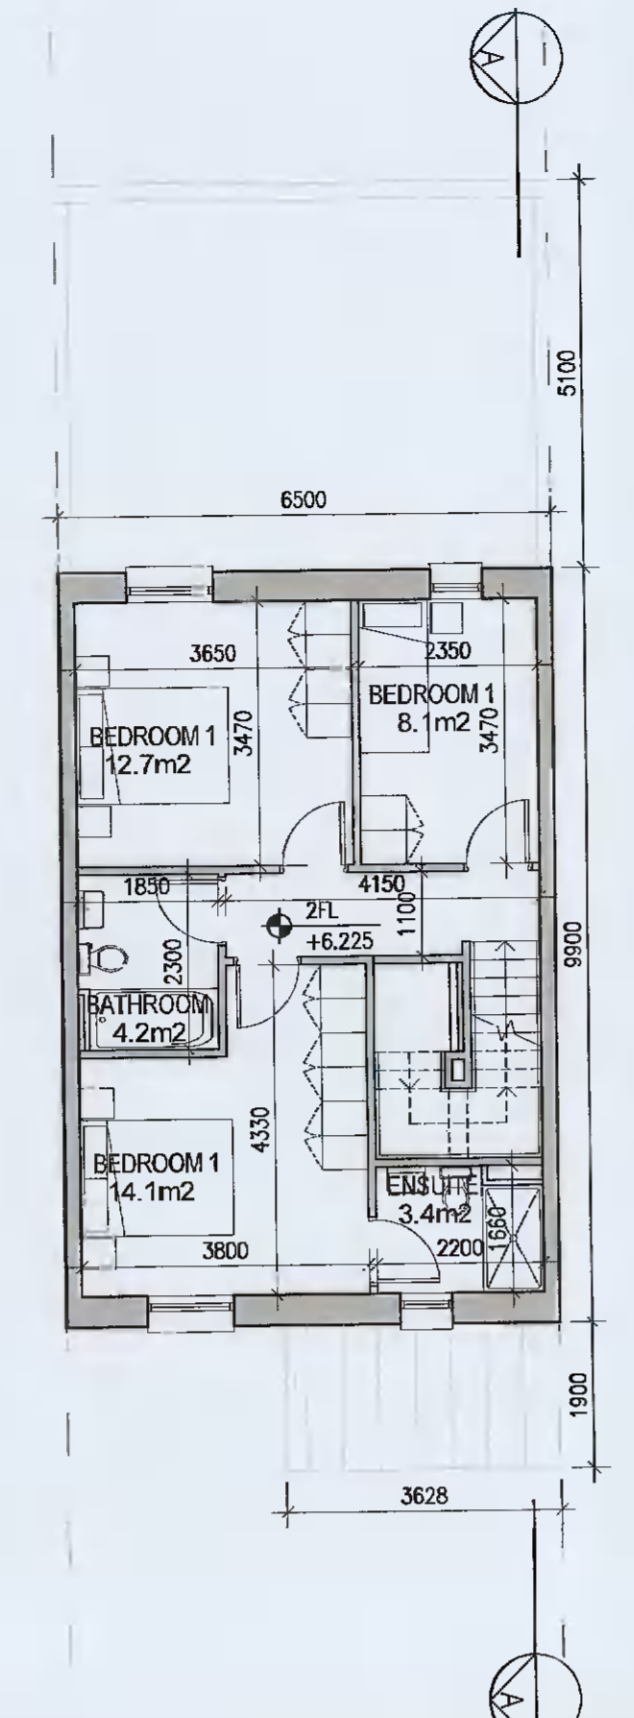 A
5100
6500
3650
2350
BEDROOM 1
8.1m2
3470
BEDROOM 1
12.7m2
3470
1850
4150
2FL
+6.225
1100
9900
2300
BATHROOM
4.2m2
4330
BEDROOM 1
14.1m2
ENSUITE
3.4m2
1660
3800
2200
1900
3628
A